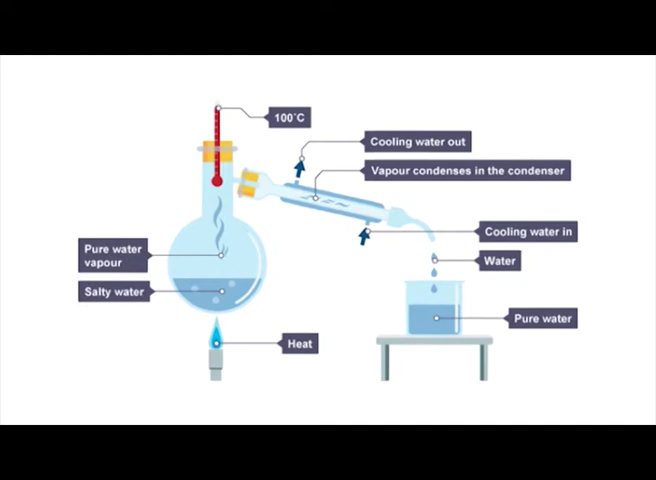 100°C
Cooling water out
Vapour condenses in the condenser
Cooling water in
Pure water
vapour
Water
Salty water
Pure water
Heat